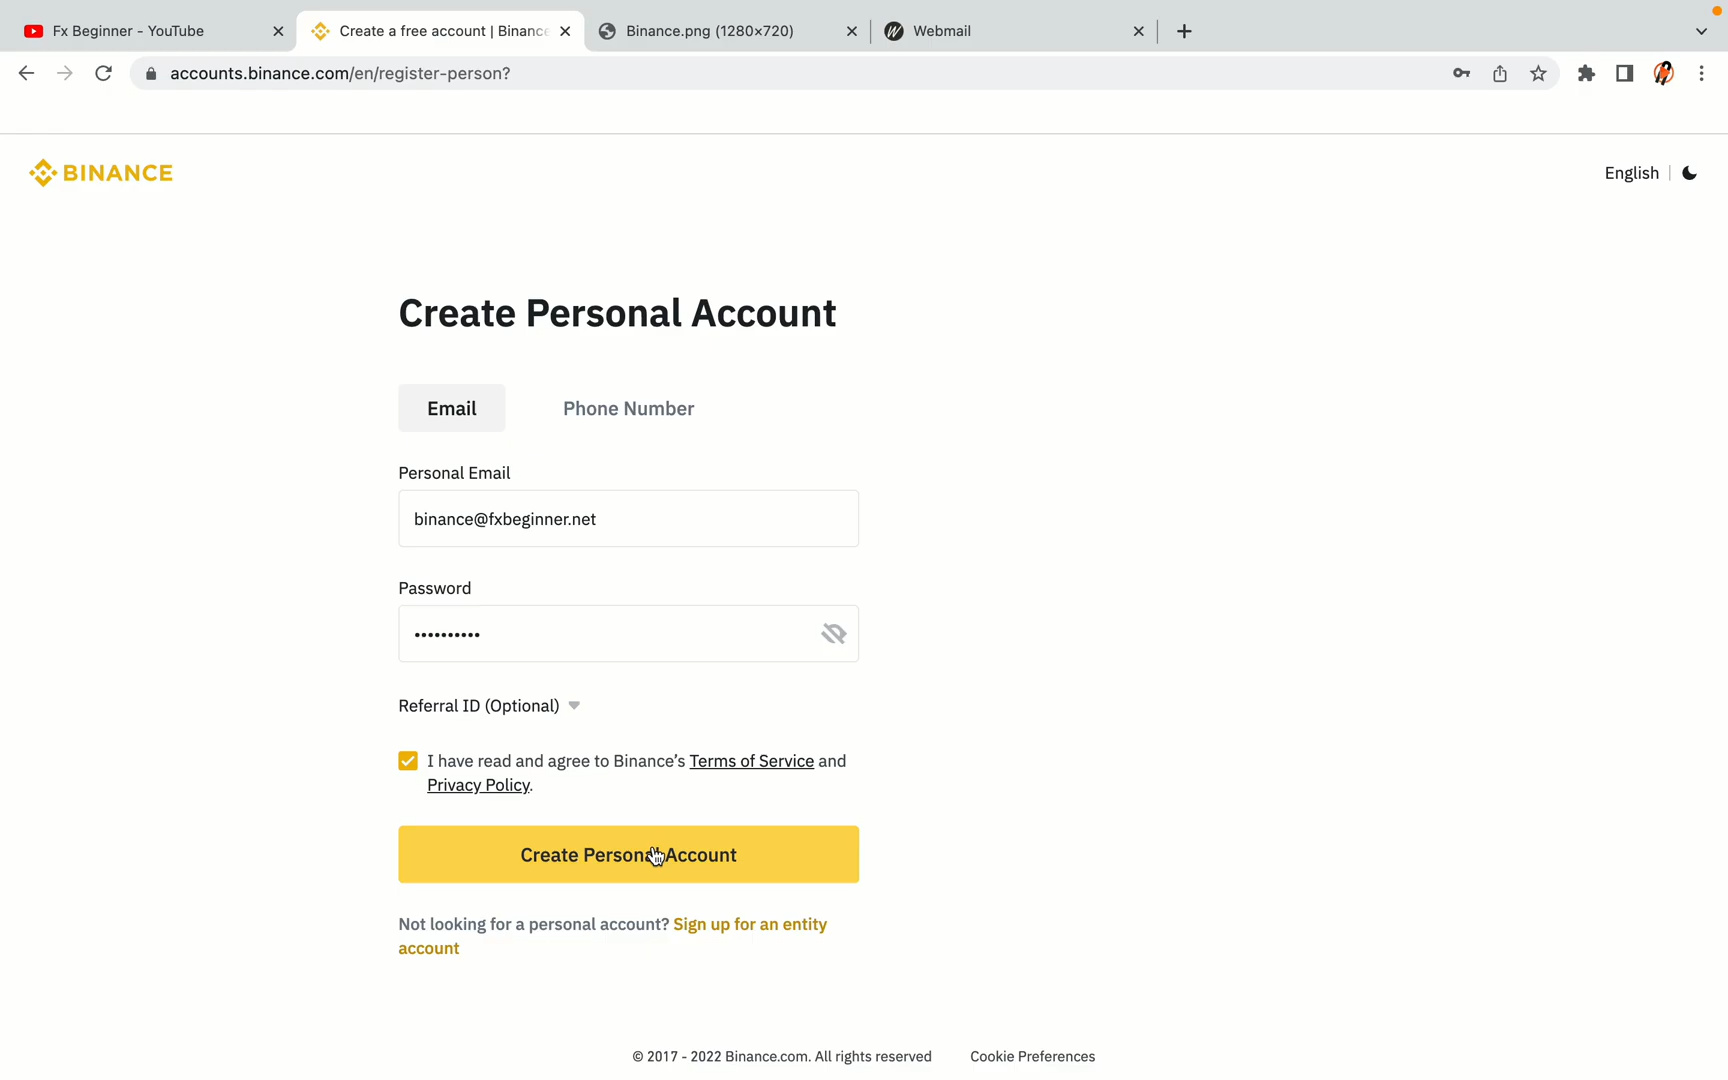 Fx Beginner - YouTube
Create a free account | Binance
Binance.png (1280×720)
Webmail
accounts.binance.com/en/register-person?
BINANCE
English
Create Personal Account
Email
Phone Number
Personal Email
binance@fxbeginner.net
Password
••••••••••
Referral ID (Optional)
I have read and agree to Binance’s Terms of Service and
Privacy Policy.
Create Personal Account
Not looking for a personal account? Sign up for an entity
account
© 2017 - 2022 Binance.com. All rights reserved
Cookie Preferences